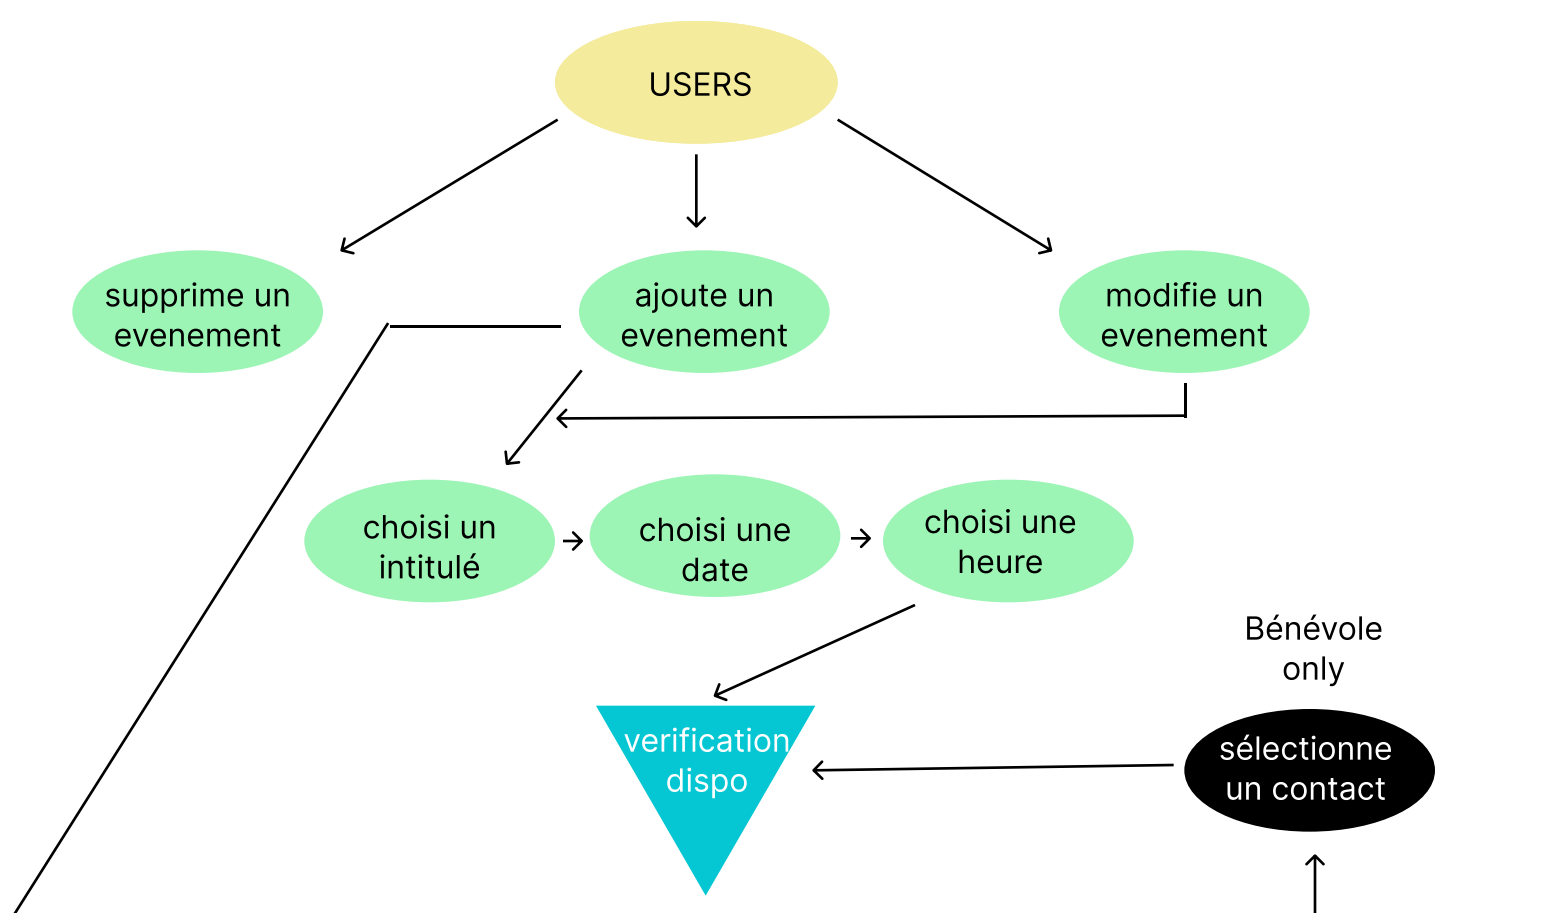 USERS
supprime un
evenement
ajoute un
evenement
modifie un
evenement
choisi un
intitulé
choisi une
date
choisi une
heure
Bénévole
only
verification
dispo
sélectionne
un contact